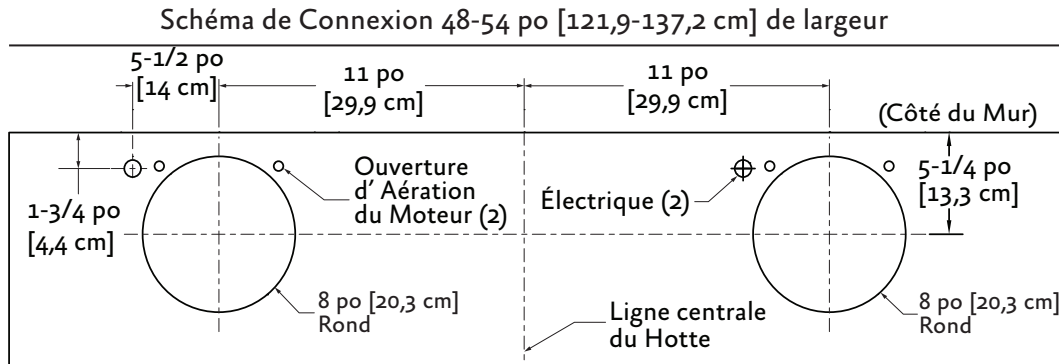 Schéma de Connexion 48-54 po [121,9-137,2 cm] de largeur
5-1/2 po
[14 cm]
11 po
[29,9 cm]
11 po
[29,9 cm]
(Côté du Mur)
Ouverture
d' Aération
du Moteur (2)
Électrique (2)
5-1/4 po
[13,3 cm]
1-3/4 po
[4,4 cm]
8 po [20,3 cm]
Rond
Ligne centrale
du Hotte
8 po [20,3 cm]
Rond